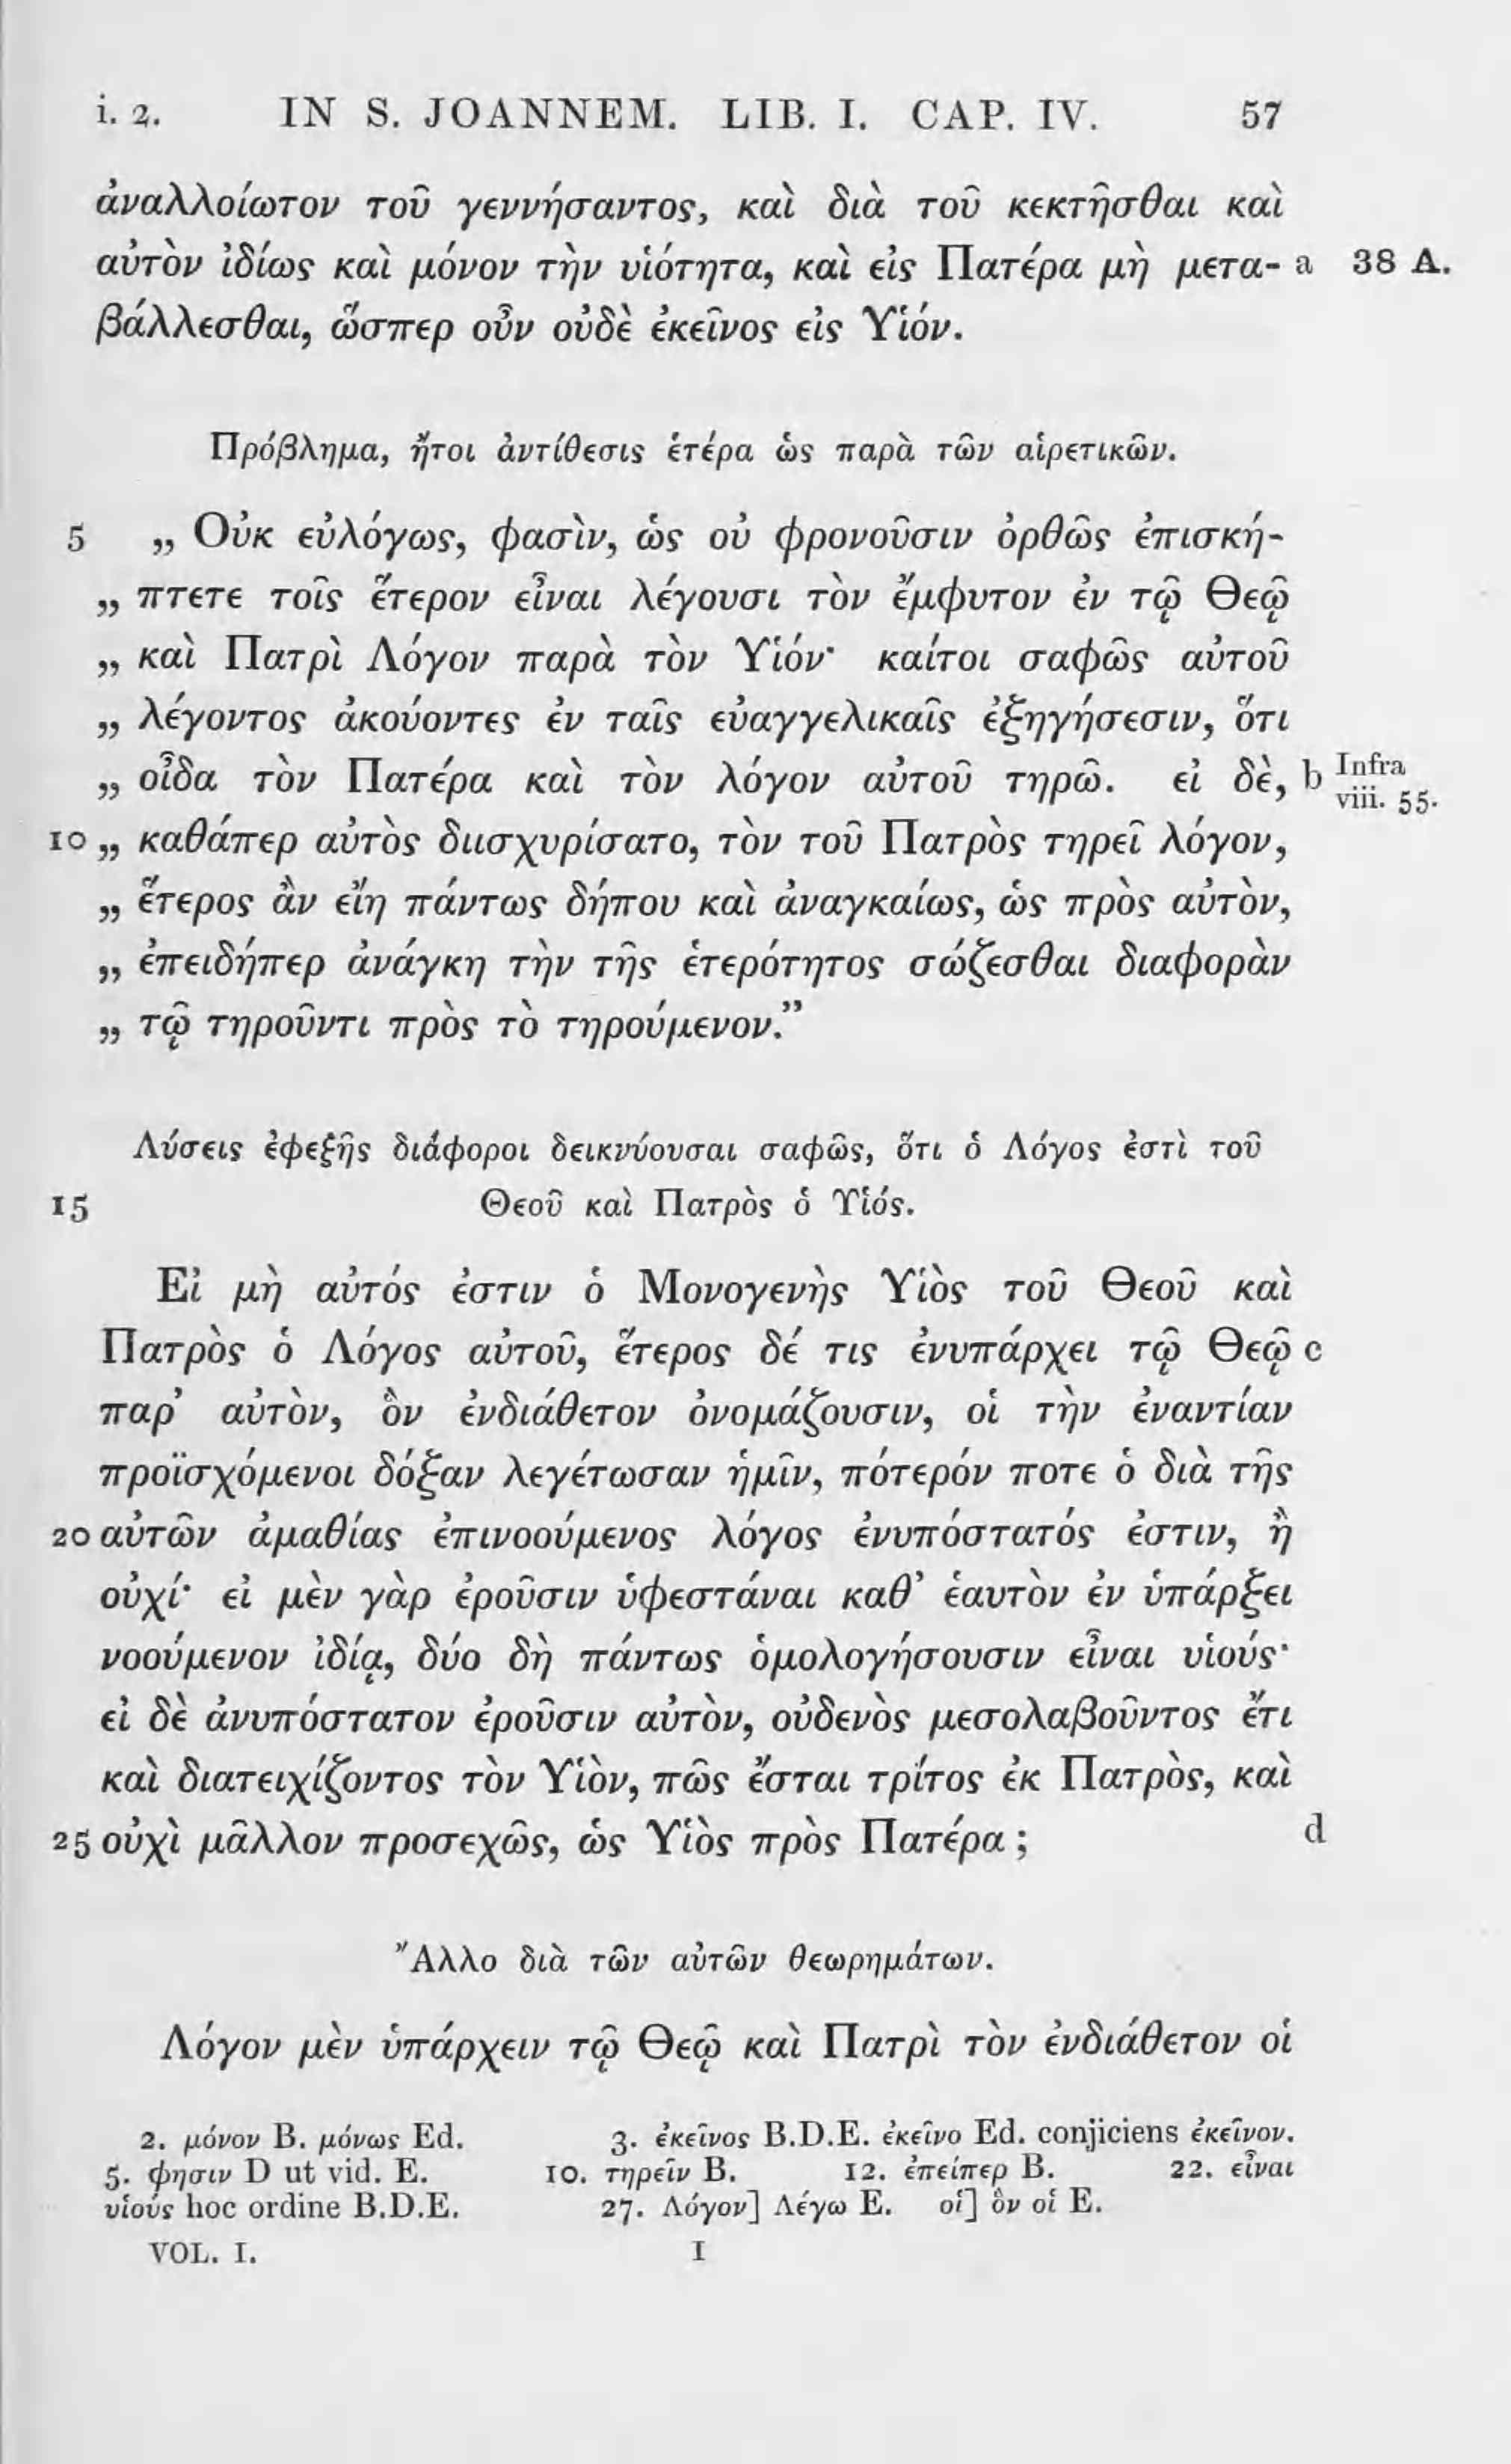 i. 2. IN S. JOANNEM. LIB. I. CAP. IV. 57
ἀναλλοίωτον τοῦ γεννήσαντος, καὶ διὰ τοῦ κεκτῆσθαι καὶ
αὐτὸν ἰδίως καὶ μόνον τὴν υἱότητα, καὶ εἰς Πατέρα μὴ μετα- a 38 A.
βάλλεσθαι, ὥσπερ οὖν οὐδὲ ἐκεῖνος εἰς Υἱόν.
Πρόβλημα, ἤτοι ἀντίθεσις ἑτέρα ὡς παρὰ τῶν αἱρετικῶν.
5 „ Οὐκ εὐλόγως, φασὶν, ὡς οὐ φρονοῦσιν ὀρθῶς ἐπισκή-
„ πτετε τοῖς ἕτερον εἶναι λέγουσι τὸν ἔμφυτον ἐν τῷ Θεῷ
„ καὶ Πατρὶ Λόγον παρὰ τὸν Υἱόν· καίτοι σαφῶς αὐτοῦ
„ λέγοντος ἀκούοντες ἐν ταῖς εὐαγγελικαῖς ἐξηγήσεσιν, ὅτι
„ οἶδα τὸν Πατέρα καὶ τὸν λόγον αὐτοῦ τηρῶ. εἰ δὲ, b Infra viii. 55.
10 „ καθάπερ αὐτὸς διισχυρίσατο, τὸν τοῦ Πατρὸς τηρεῖ λόγον,
„ ἕτερος ἂν εἴη πάντως δήπου καὶ ἀναγκαίως, ὡς πρὸς αὐτὸν,
„ ἐπειδήπερ ἀνάγκη τὴν τῆς ἑτερότητος σώζεσθαι διαφορὰν
„ τῷ τηροῦντι πρὸς τὸ τηρούμενον.”
Λύσεις ἐφεξῆς διάφοροι δεικνύουσαι σαφῶς, ὅτι ὁ Λόγος ἐστὶ τοῦ
15 Θεοῦ καὶ Πατρὸς ὁ Υἱός.
Εἰ μὴ αὐτός ἐστιν ὁ Μονογενὴς Υἱὸς τοῦ Θεοῦ καὶ
Πατρὸς ὁ Λόγος αὐτοῦ, ἕτερος δέ τις ἐνυπάρχει τῷ Θεῷ c
παρ’ αὐτὸν, ὃν ἐνδιάθετον ὀνομάζουσιν, οἱ τὴν ἐναντίαν
προϊσχόμενοι δόξαν λεγέτωσαν ἡμῖν, πότερόν ποτε ὁ διὰ τῆς
20 αὐτῶν ἀμαθίας ἐπινοούμενος λόγος ἐνυπόστατός ἐστιν, ἢ
οὐχί· εἰ μὲν γὰρ ἐροῦσιν ὑφεστάναι καθ’ ἑαυτὸν ἐν ὑπάρξει
νοούμενον ἰδίᾳ, δύο δὴ πάντως ὁμολογήσουσιν εἶναι υἱούς·
εἰ δὲ ἀνυπόστατον ἐροῦσιν αὐτὸν, οὐδενὸς μεσολαβοῦντος ἔτι
καὶ διατειχίζοντος τὸν Υἱὸν, πῶς ἔσται τρίτος ἐκ Πατρὸς, καὶ
25 οὐχὶ μᾶλλον προσεχῶς, ὡς Υἱὸς πρὸς Πατέρα ; d
Ἄλλο διὰ τῶν αὐτῶν θεωρημάτων.
Λόγον μὲν ὑπάρχειν τῷ Θεῷ καὶ Πατρὶ τὸν ἐνδιάθετον οἱ
2. μόνον B. μόνως Ed. 3. ἐκεῖνος B.D.E. ἐκεῖνο Ed. conjiciens ἐκεῖνον.
5. φησιν D ut vid. E. 10. τηρεῖν B. 12. ἐπείπερ B. 22. εἶναι
υἱούς hoc ordine B.D.E. 27. Λόγον] Λέγω E. οἱ] ὃν οἱ E.
VOL. I. I